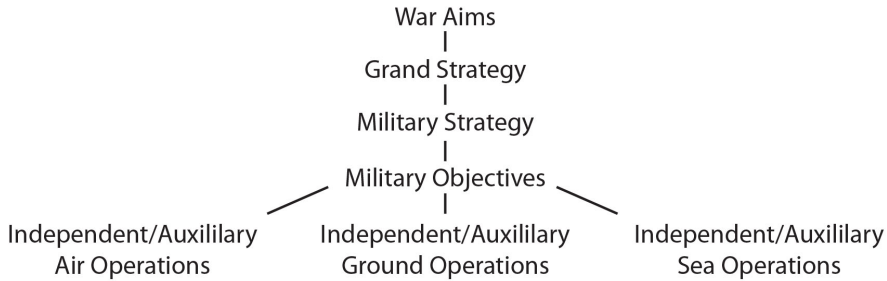 War Aims
Grand Strategy
Military Strategy
Military Objectives
Independent/Auxililary
Air Operations
Independent/Auxililary
Ground Operations
Independent/Auxililary
Sea Operations